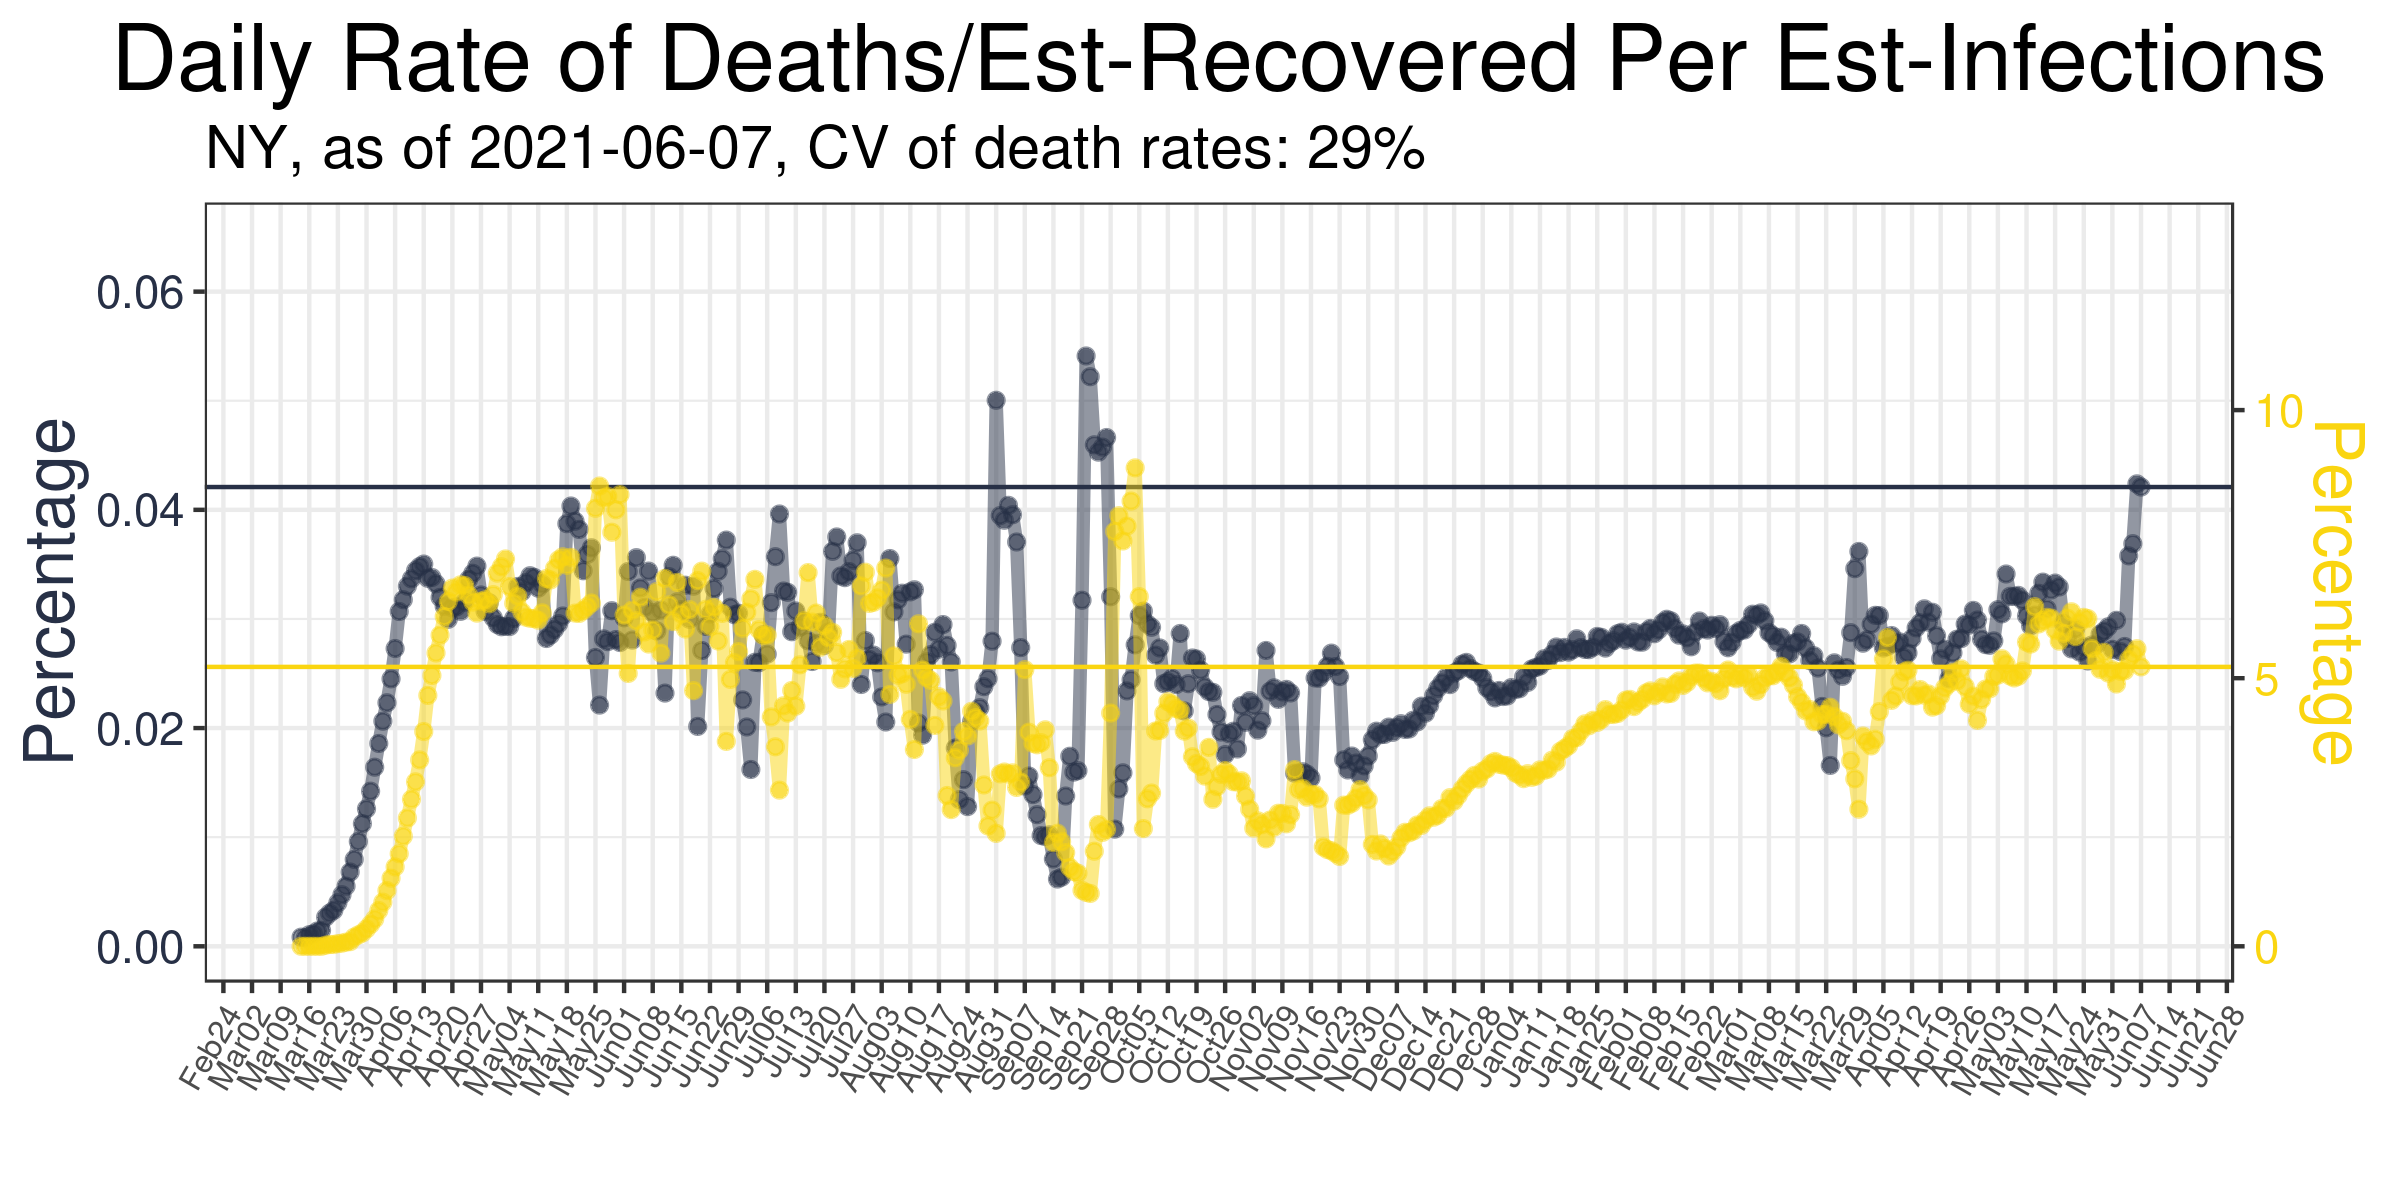 Daily Rate of Deaths/Est-Recovered Per Est-Infections
NY, as of 2021-06-07, CV of death rates: 29%
Percentage
0.06
0.04
0.02
0.00
10
5
0
Percentage
Feb24
Mar02
Mar09
Mar16
Mar23
Mar30
Apr06
Apr13
Apr20
Apr27
May04
May11
May18
May25
Jun01
Jun08
Jun15
Jun22
Jun29
Jul06
Jul13
Jul20
Jul27
Aug03
Aug10
Aug17
Aug24
Aug31
Sep07
Sep14
Sep21
Sep28
Oct05
Oct12
Oct19
Oct26
Nov02
Nov09
Nov16
Nov23
Nov30
Dec07
Dec14
Dec21
Dec28
Jan04
Jan11
Jan18
Jan25
Feb01
Feb08
Feb15
Feb22
Mar01
Mar08
Mar15
Mar22
Mar29
Apr05
Apr12
Apr19
Apr26
May03
May10
May17
May24
May31
Jun07
Jun14
Jun21
Jun28